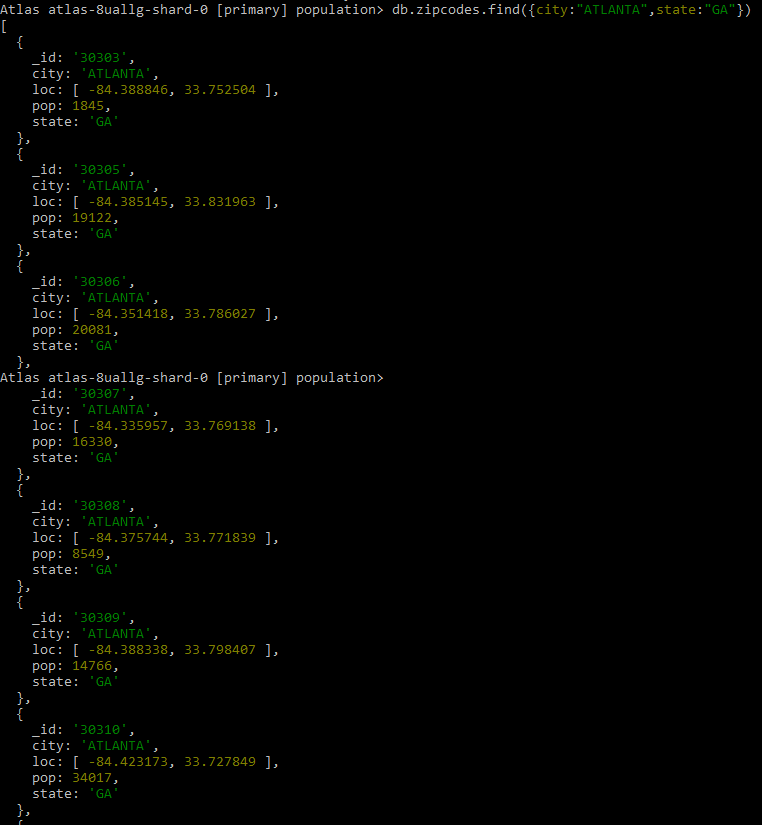 Atlas atlas-8uallg-shard-0 [primary] population> db.zipcodes.find({city:"ATLANTA",state:"GA"})
[
  {
    _id: '30303',
    city: 'ATLANTA',
    loc: [ -84.388846, 33.752504 ],
    pop: 1845,
    state: 'GA'
  },
  {
    _id: '30305',
    city: 'ATLANTA',
    loc: [ -84.385145, 33.831963 ],
    pop: 19122,
    state: 'GA'
  },
  {
    _id: '30306',
    city: 'ATLANTA',
    loc: [ -84.351418, 33.786027 ],
    pop: 20081,
    state: 'GA'
  },
Atlas atlas-8uallg-shard-0 [primary] population>
    _id: '30307',
    city: 'ATLANTA',
    loc: [ -84.335957, 33.769138 ],
    pop: 16330,
    state: 'GA'
  },
  {
    _id: '30308',
    city: 'ATLANTA',
    loc: [ -84.375744, 33.771839 ],
    pop: 8549,
    state: 'GA'
  },
  {
    _id: '30309',
    city: 'ATLANTA',
    loc: [ -84.388338, 33.798407 ],
    pop: 14766,
    state: 'GA'
  },
  {
    _id: '30310',
    city: 'ATLANTA',
    loc: [ -84.423173, 33.727849 ],
    pop: 34017,
    state: 'GA'
  },
  {